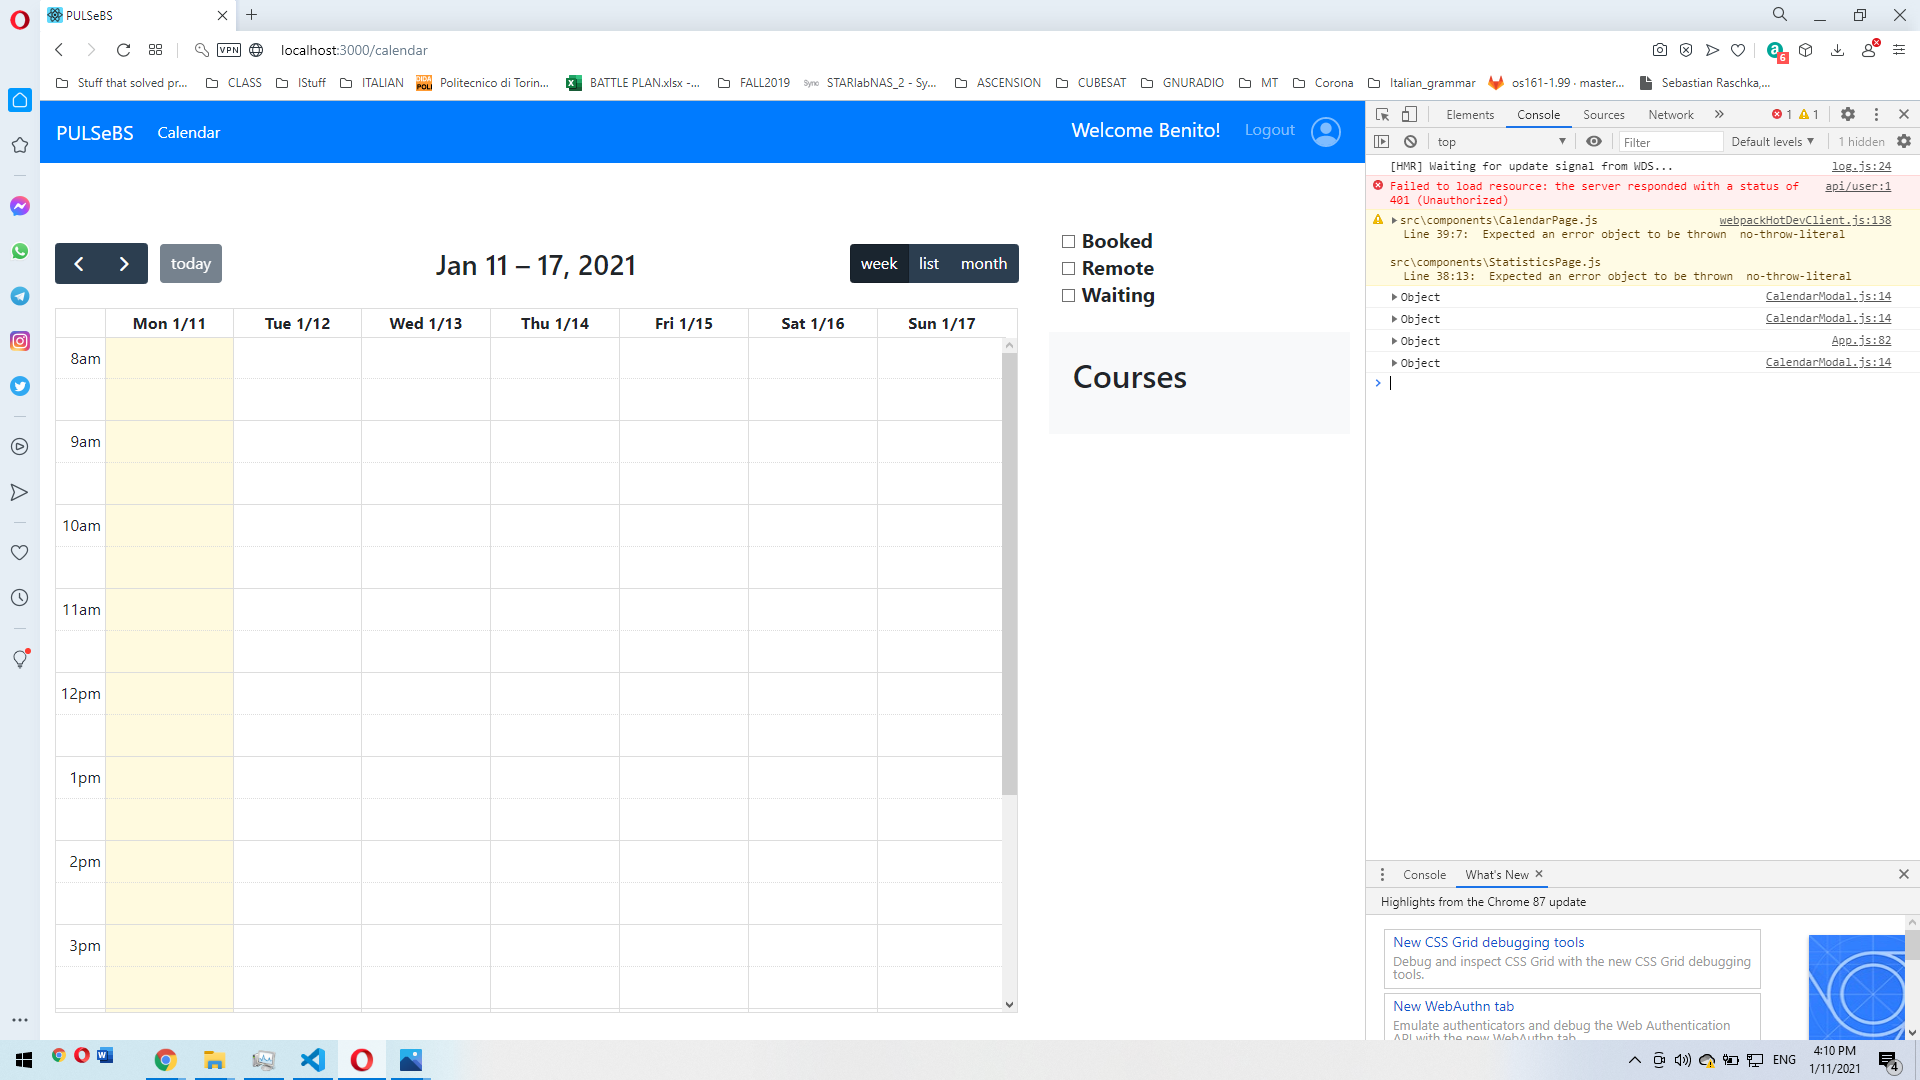 PULSeBS
VPN
localhost:3000/calendar
6
Stuff that solved pr...
CLASS
IStuff
ITALIAN
Politecnico di Torin...
BATTLE PLAN.xlsx -...
FALL2019
Sync
STARlabNAS_2 - Sy...
ASCENSION
CUBESAT
GNURADIO
MT
Corona
Italian_grammar
os161-1.99 · master...
Sebastian Raschka,...
PULSeBS
Calendar
Welcome Benito!
Logout
today
Jan 11 – 17, 2021
week
list
month
Booked
Remote
Waiting
Courses
Mon 1/11
Tue 1/12
Wed 1/13
Thu 1/14
Fri 1/15
Sat 1/16
Sun 1/17
8am
9am
10am
11am
12pm
1pm
2pm
3pm
Elements
Console
Sources
Network
1
1
top
Filter
Default levels
1 hidden
[HMR] Waiting for update signal from WDS... log.js:24
Failed to load resource: the server responded with a status of api/user:1
401 (Unauthorized)
src\components\CalendarPage.js webpackHotDevClient.js:138
Line 39:7: Expected an error object to be thrown no-throw-literal
src\components\StatisticsPage.js
Line 38:13: Expected an error object to be thrown no-throw-literal
Object CalendarModal.js:14
Object CalendarModal.js:14
Object App.js:82
Object CalendarModal.js:14
Console
What's New
Highlights from the Chrome 87 update
New CSS Grid debugging tools
Debug and inspect CSS Grid with the new CSS Grid debugging
tools.
New WebAuthn tab
Emulate authenticators and debug the Web Authentication
API with the new WebAuthn tab
ENG
4:10 PM
1/11/2021
4